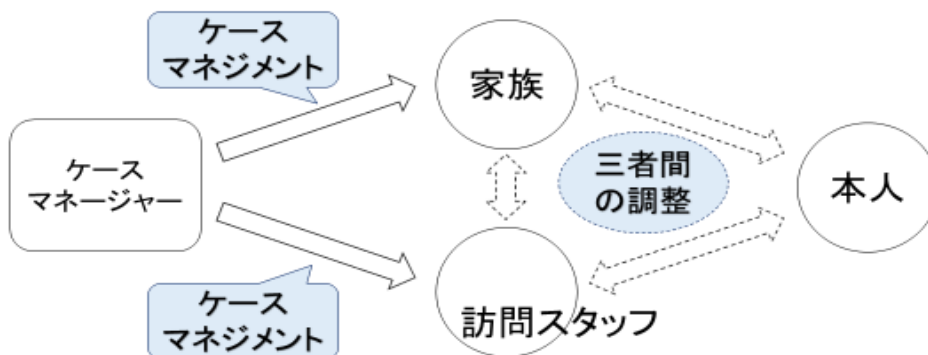 ケース
マネジメント
家族
ケース
マネージャー
三者間
の調整
本人
訪問スタッフ
ケース
マネジメント